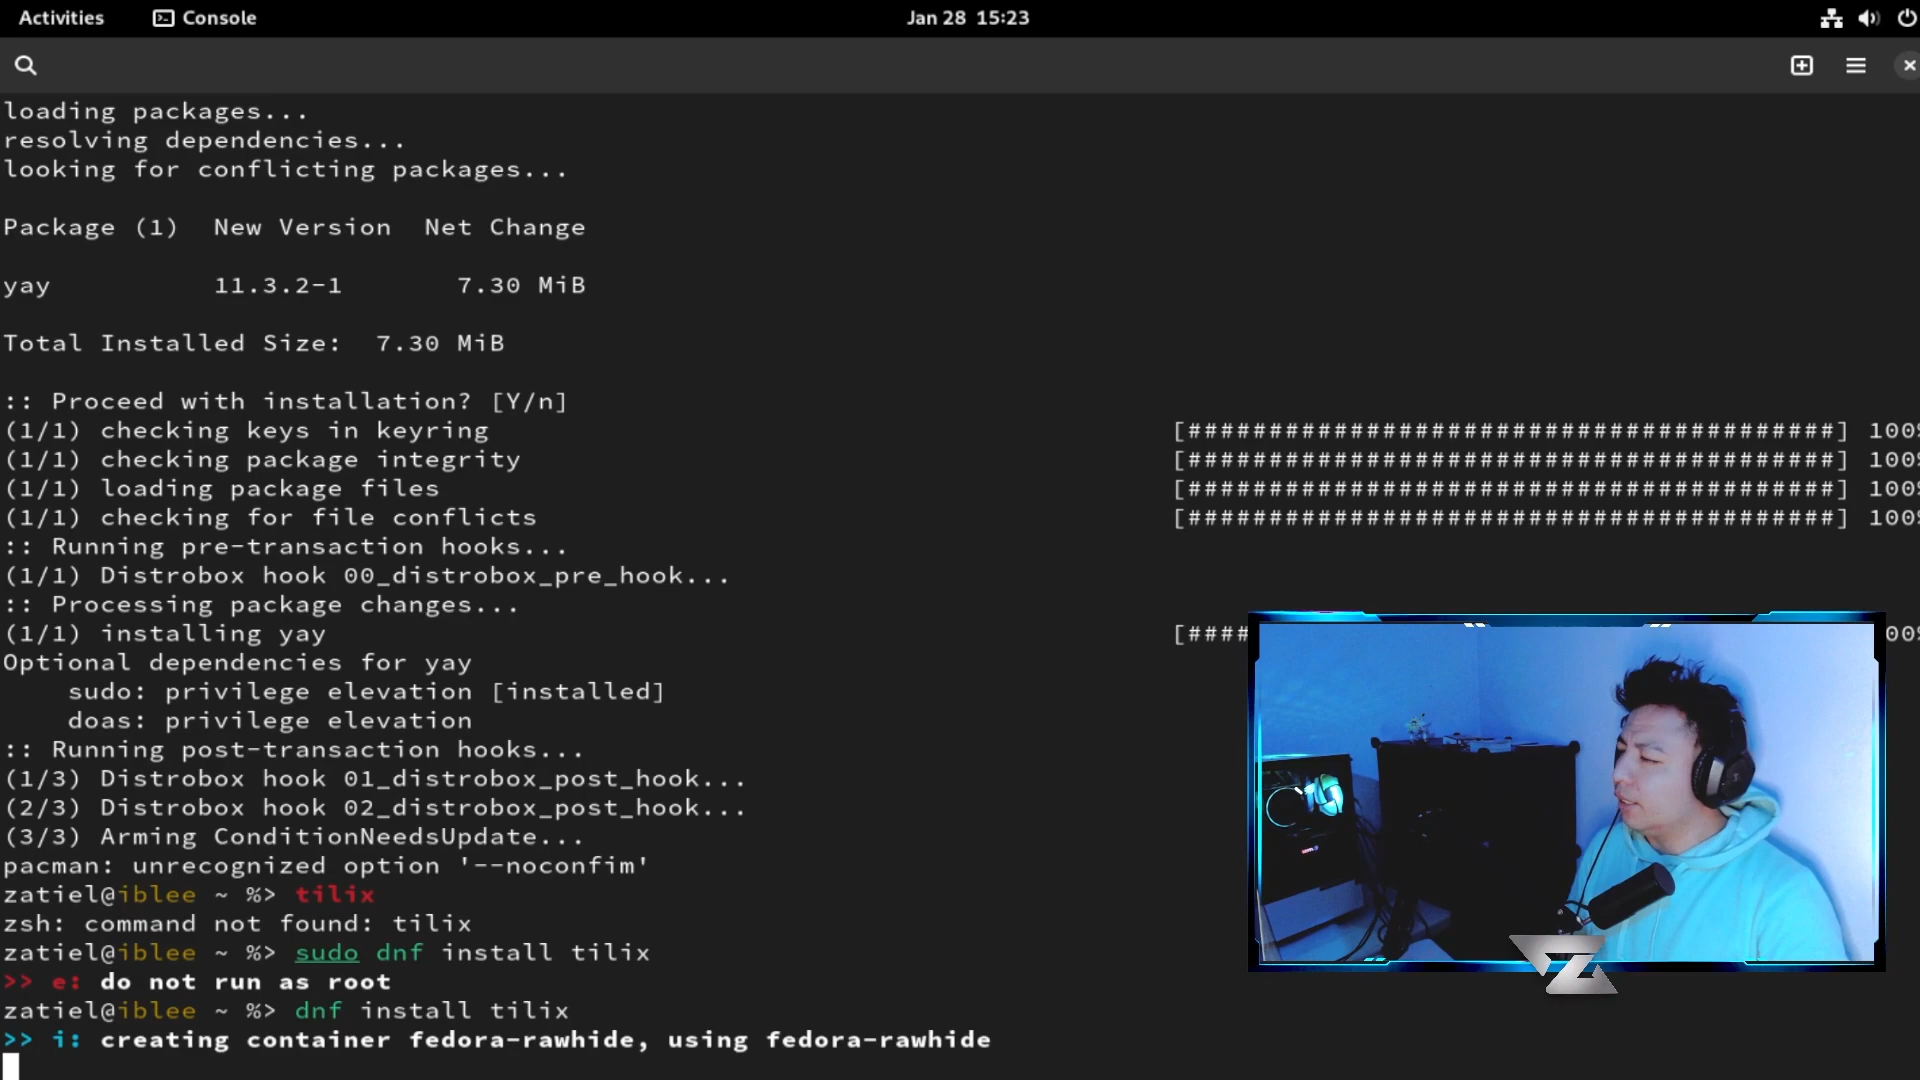 Activities Console Jan 28 15:23
loading packages...
resolving dependencies...
looking for conflicting packages...
Package (1) New Version Net Change
yay 11.3.2-1 7.30 MiB
Total Installed Size: 7.30 MiB
:: Proceed with installation? [Y/n]
(1/1) checking keys in keyring [########################################] 100%
(1/1) checking package integrity [########################################] 100%
(1/1) loading package files [########################################] 100%
(1/1) checking for file conflicts [########################################] 100%
:: Running pre-transaction hooks...
(1/1) Distrobox hook 00_distrobox_pre_hook...
:: Processing package changes...
(1/1) installing yay [#### 00%
Optional dependencies for yay
sudo: privilege elevation [installed]
doas: privilege elevation
:: Running post-transaction hooks...
(1/3) Distrobox hook 01_distrobox_post_hook...
(2/3) Distrobox hook 02_distrobox_post_hook...
(3/3) Arming ConditionNeedsUpdate...
pacman: unrecognized option '--noconfim'
zatiel@iblee ~ %> tilix
zsh: command not found: tilix
zatiel@iblee ~ %> sudo dnf install tilix
>> e: do not run as root
zatiel@iblee ~ %> dnf install tilix
>> i: creating container fedora-rawhide, using fedora-rawhide